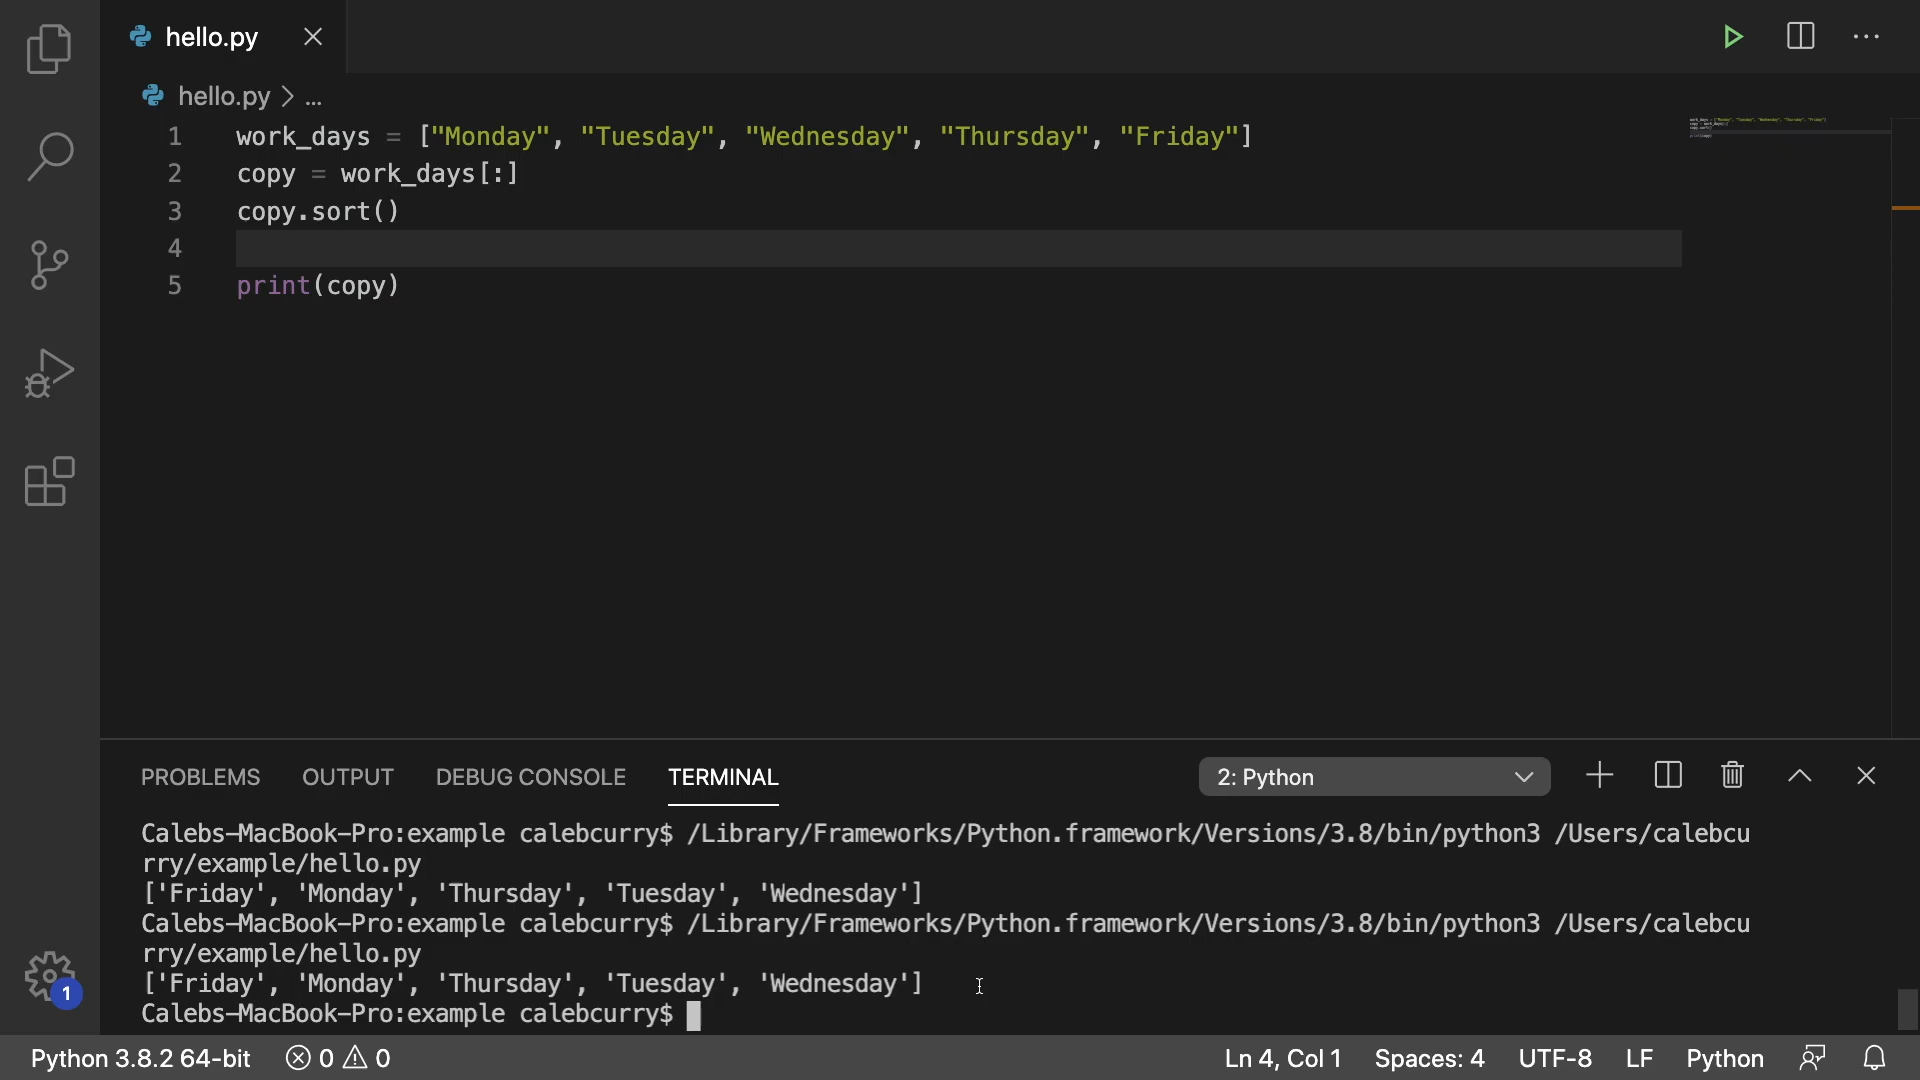 hello.py
hello.py > ...
1 work_days = ["Monday", "Tuesday", "Wednesday", "Thursday", "Friday"]
2 copy = work_days[:]
3 copy.sort()
4
5 print(copy)
PROBLEMS OUTPUT DEBUG CONSOLE TERMINAL 2: Python
Calebs-MacBook-Pro:example calebcurry$ /Library/Frameworks/Python.framework/Versions/3.8/bin/python3 /Users/calebcu
rry/example/hello.py
['Friday', 'Monday', 'Thursday', 'Tuesday', 'Wednesday']
Calebs-MacBook-Pro:example calebcurry$ /Library/Frameworks/Python.framework/Versions/3.8/bin/python3 /Users/calebcu
rry/example/hello.py
['Friday', 'Monday', 'Thursday', 'Tuesday', 'Wednesday']
Calebs-MacBook-Pro:example calebcurry$
1
Python 3.8.2 64-bit 0 0 Ln 4, Col 1 Spaces: 4 UTF-8 LF Python